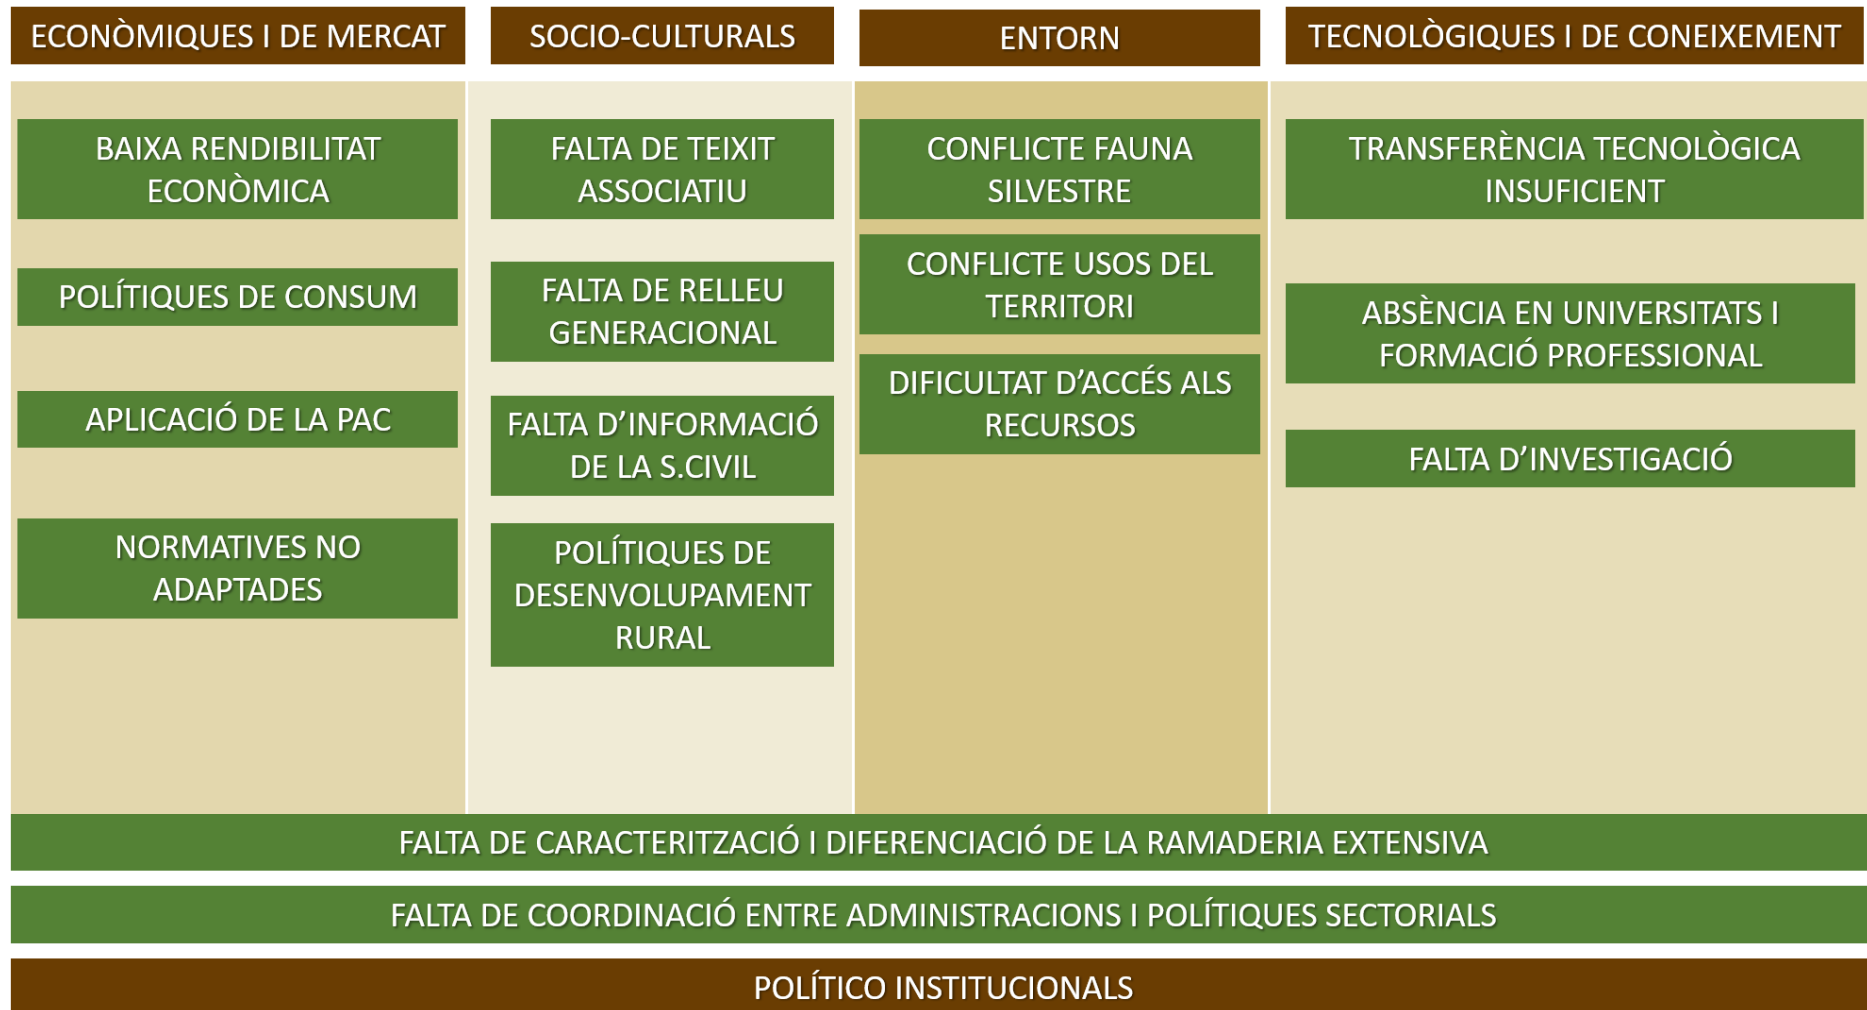 ECONÒMIQUES I DE MERCAT
SOCIO-CULTURALS
ENTORN
TECNOLÒGIQUES I DE CONEIXEMENT
BAIXA RENDIBILITAT
ECONÒMICA
POLÍTIQUES DE CONSUM
APLICACIÓ DE LA PAC
NORMATIVES NO
ADAPTADES
FALTA DE TEIXIT
ASSOCIATIU
FALTA DE RELLEU
GENERACIONAL
FALTA D’INFORMACIÓ
DE LA S.CIVIL
POLÍTIQUES DE
DESENVOLUPAMENT
RURAL
CONFLICTE FAUNA
SILVESTRE
CONFLICTE USOS DEL
TERRITORI
DIFICULTAT D’ACCÉS ALS
RECURSOS
TRANSFERÈNCIA TECNOLÒGICA
INSUFICIENT
ABSÈNCIA EN UNIVERSITATS I
FORMACIÓ PROFESSIONAL
FALTA D’INVESTIGACIÓ
FALTA DE CARACTERITZACIÓ I DIFERENCIACIÓ DE LA RAMADERIA EXTENSIVA
FALTA DE COORDINACIÓ ENTRE ADMINISTRACIONS I POLÍTIQUES SECTORIALS
POLÍTICO INSTITUCIONALS